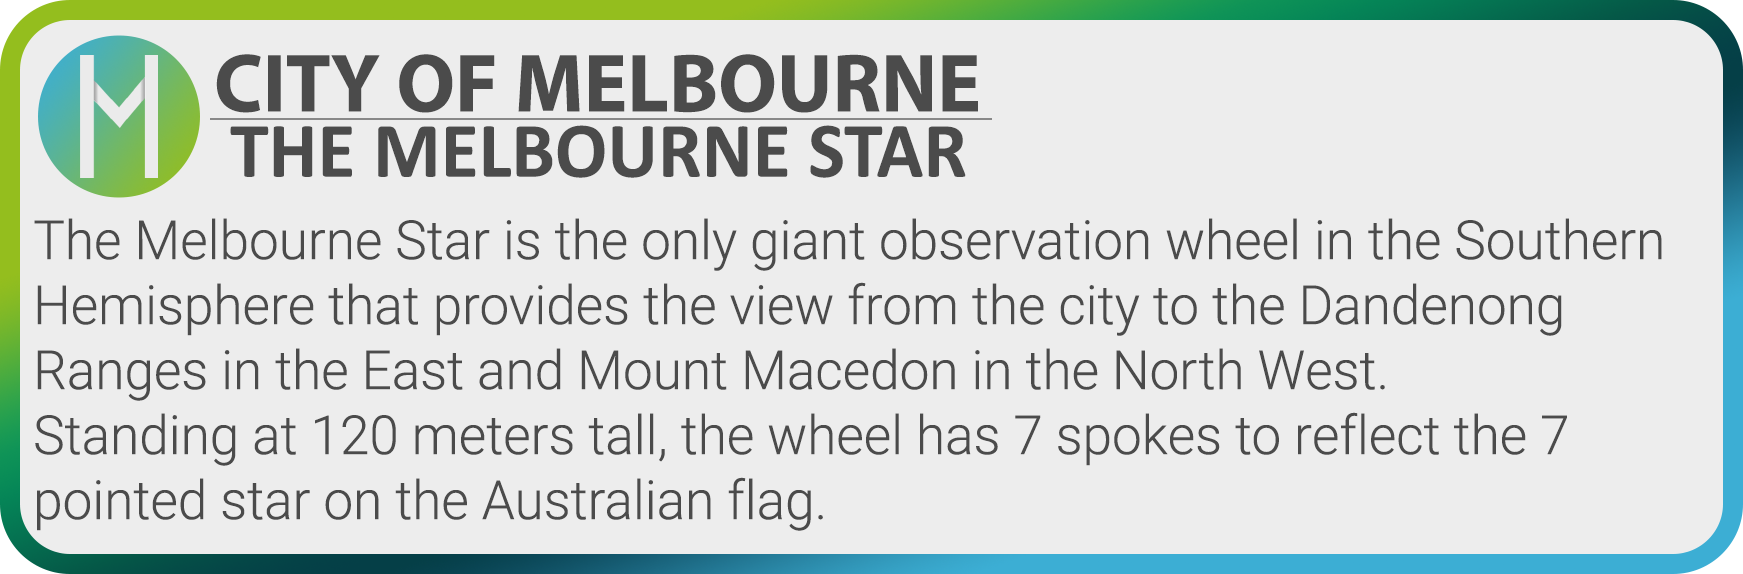 M
CITY OF MELBOURNE
THE MELBOURNE STAR
The Melbourne Star is the only giant observation wheel in the Southern
Hemisphere that provides the view from the city to the Dandenong
Ranges in the East and Mount Macedon in the North West.
Standing at 120 meters tall, the wheel has 7 spokes to reflect the 7
pointed star on the Australian flag.